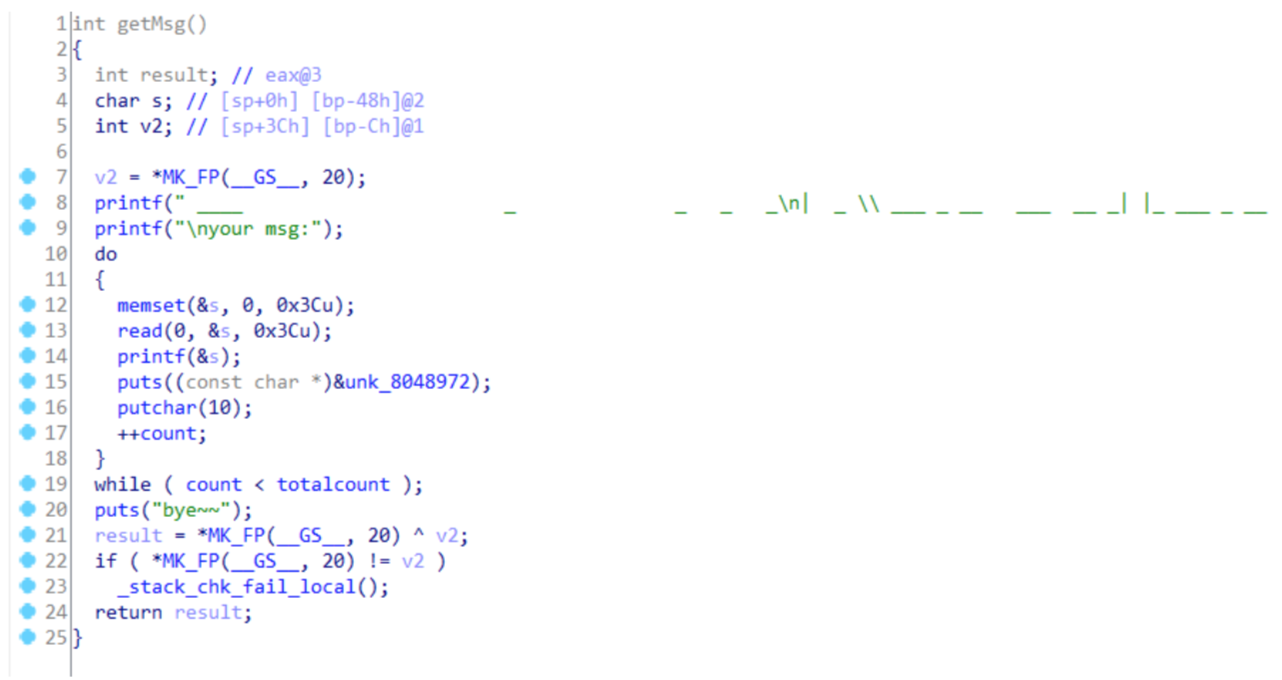 1 int getMsg()
2 {
3   int result; // eax@3
4   char s; // [sp+0h] [bp-48h]@2
5   int v2; // [sp+3Ch] [bp-Ch]@1
6
7   v2 = *MK_FP(__GS__, 20);
8   printf(" ____                        _               _   _   _\n|  _ \\ ___ _ __   ___  __ _| |_ ___ _ __
9   printf("\nyour msg:");
10   do
11   {
12     memset(&s, 0, 0x3Cu);
13     read(0, &s, 0x3Cu);
14     printf(&s);
15     puts((const char *)&unk_8048972);
16     putchar(10);
17     ++count;
18   }
19   while ( count < totalcount );
20   puts("bye~~");
21   result = *MK_FP(__GS__, 20) ^ v2;
22   if ( *MK_FP(__GS__, 20) != v2 )
23     _stack_chk_fail_local();
24   return result;
25 }